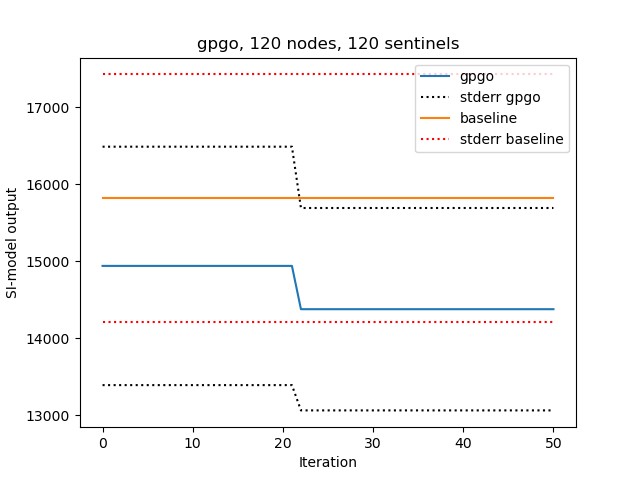 gpgo, 120 nodes, 120 sentinels
gpgo
stderr gpgo
baseline
stderr baseline
17000
16000
15000
14000
13000
SI-model output
0 10 20 30 40 50
Iteration